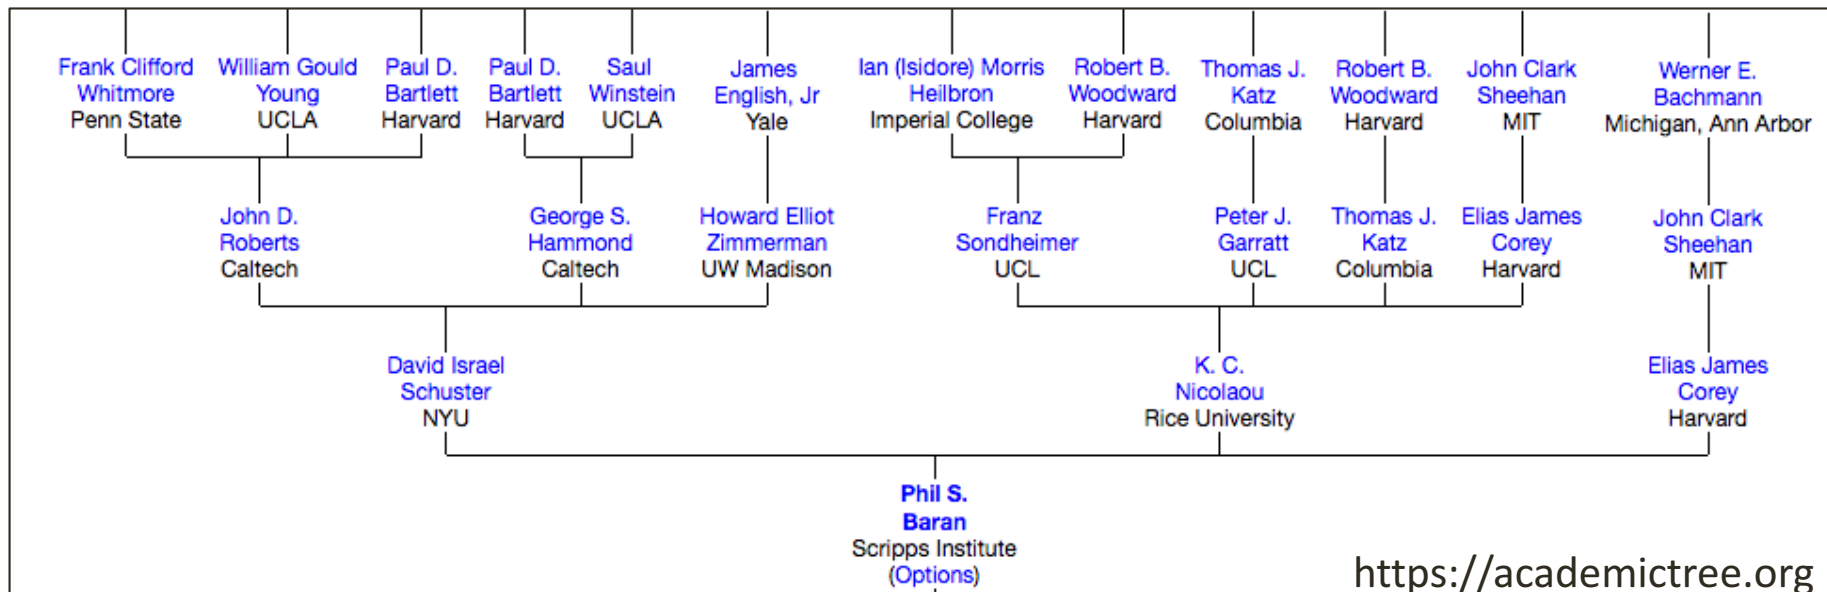 Frank Clifford
Whitmore
Penn State
William Gould
Young
UCLA
Paul D.
Bartlett
Harvard
Paul D.
Bartlett
Harvard
Saul
Winstein
UCLA
James
English, Jr
Yale
Ian (Isidore) Morris
Heilbron
Imperial College
Robert B.
Woodward
Harvard
Thomas J.
Katz
Columbia
Robert B.
Woodward
Harvard
John Clark
Sheehan
MIT
Werner E.
Bachmann
Michigan, Ann Arbor
John D.
Roberts
Caltech
George S.
Hammond
Caltech
Howard Elliot
Zimmerman
UW Madison
Franz
Sondheimer
UCL
Peter J.
Garratt
UCL
Thomas J.
Katz
Columbia
Elias James
Corey
Harvard
John Clark
Sheehan
MIT
David Israel
Schuster
NYU
K. C.
Nicolaou
Rice University
Elias James
Corey
Harvard
Phil S.
Baran
Scripps Institute
(Options)
https://academictree.org